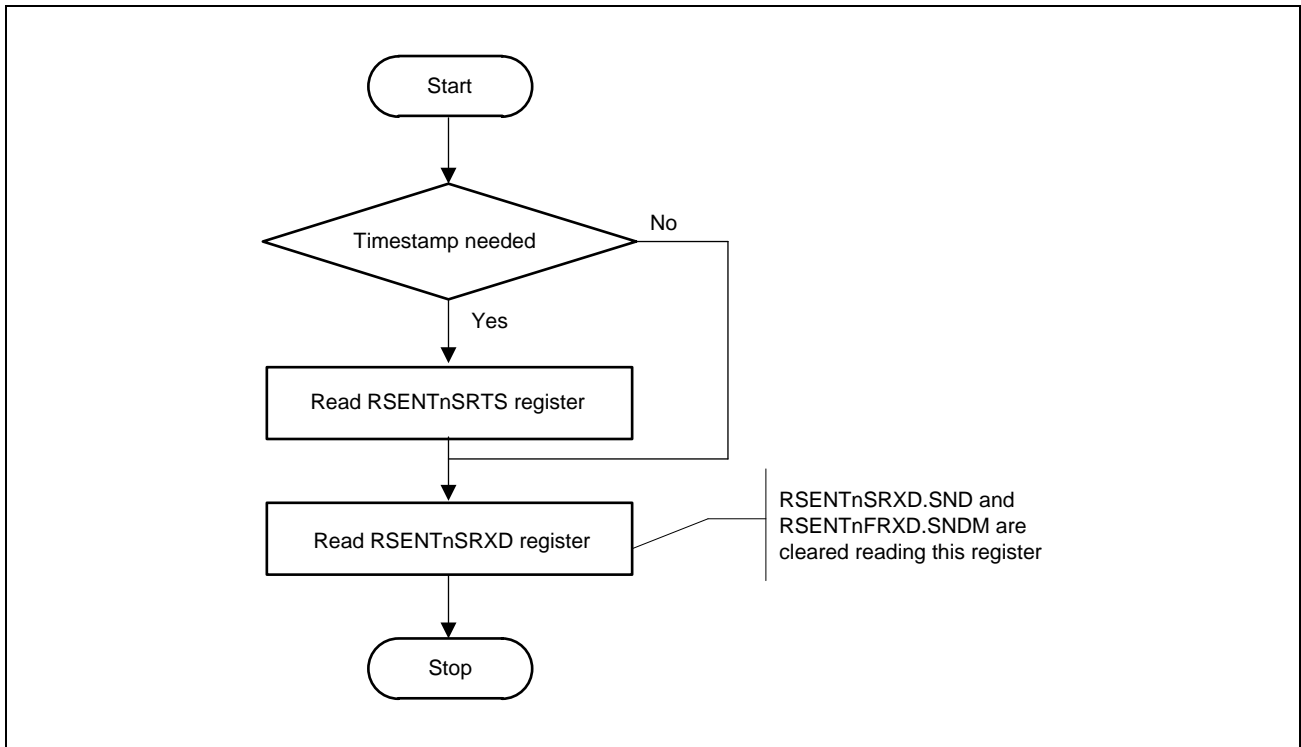 Start
Timestamp needed
No
Yes
Read RSENTnSRTS register
Read RSENTnSRXD register
RSENTnSRXD.SND and
RSENTnFRXD.SNDM are
cleared reading this register
Stop